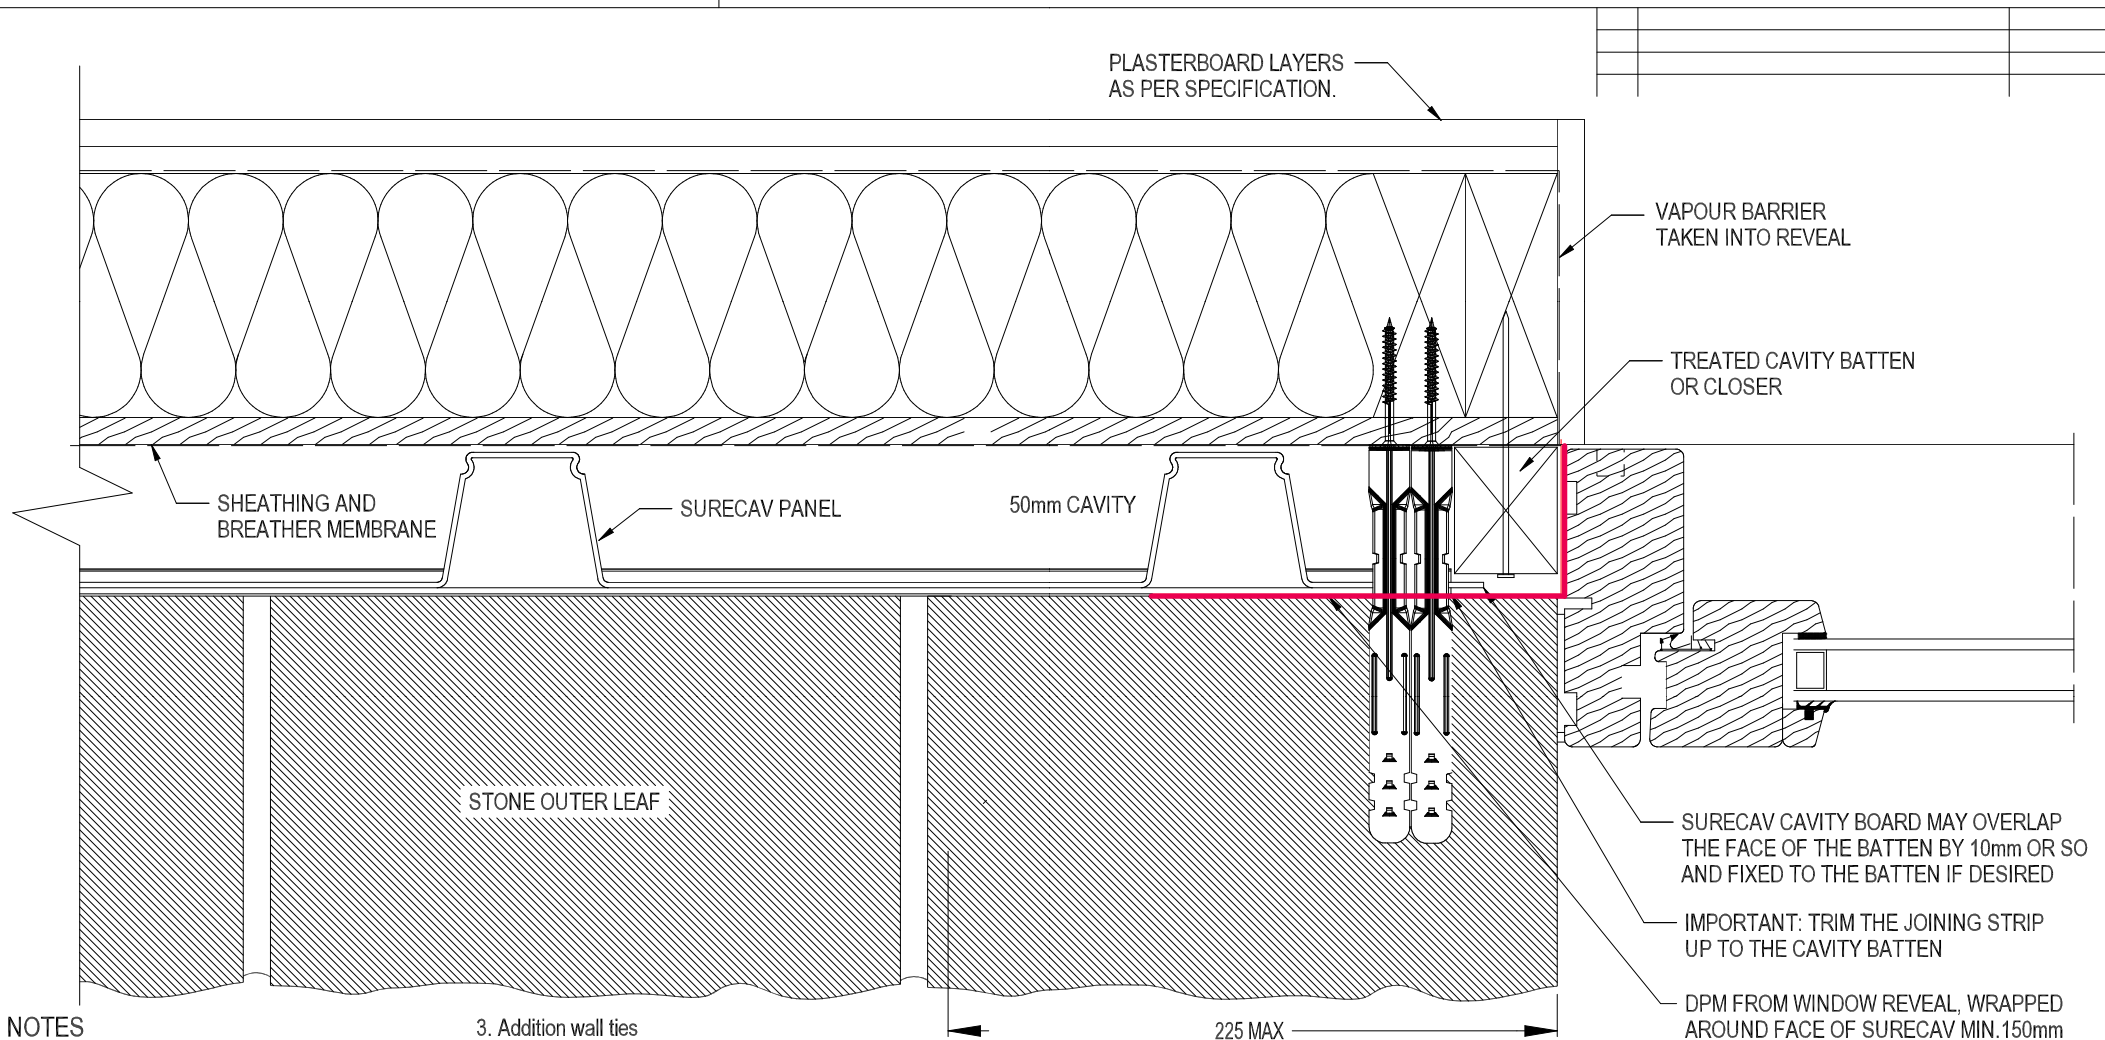 PLASTERBOARD LAYERS
AS PER SPECIFICATION.
VAPOUR BARRIER
TAKEN INTO REVEAL
TREATED CAVITY BATTEN
OR CLOSER
SHEATHING AND
BREATHER MEMBRANE
SURECAV PANEL
50mm CAVITY
STONE OUTER LEAF
SURECAV CAVITY BOARD MAY OVERLAP
THE FACE OF THE BATTEN BY 10mm OR SO
AND FIXED TO THE BATTEN IF DESIRED
IMPORTANT: TRIM THE JOINING STRIP
UP TO THE CAVITY BATTEN
DPM FROM WINDOW REVEAL, WRAPPED
AROUND FACE OF SURECAV MIN.150mm
NOTES
3. Addition wall ties
225 MAX